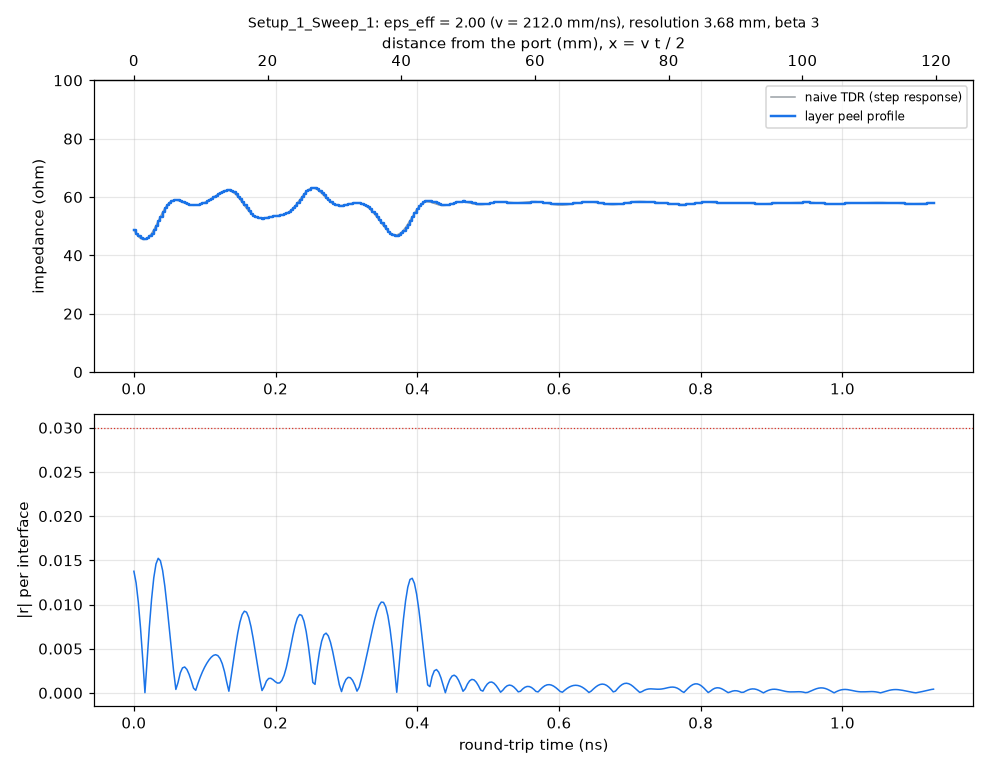 Setup_1_Sweep_1: eps_eff = 2.00 (v = 212.0 mm/ns), resolution 3.68 mm, beta 3
distance from the port (mm), x = v t / 2
0 20 40 60 80 100 120
100
80
60
40
20
0
impedance (ohm)
naive TDR (step response)
layer peel profile
0.0 0.2 0.4 0.6 0.8 1.0
0.030
0.025
0.020
0.015
0.010
0.005
0.000
|r| per interface
0.0 0.2 0.4 0.6 0.8 1.0
round-trip time (ns)